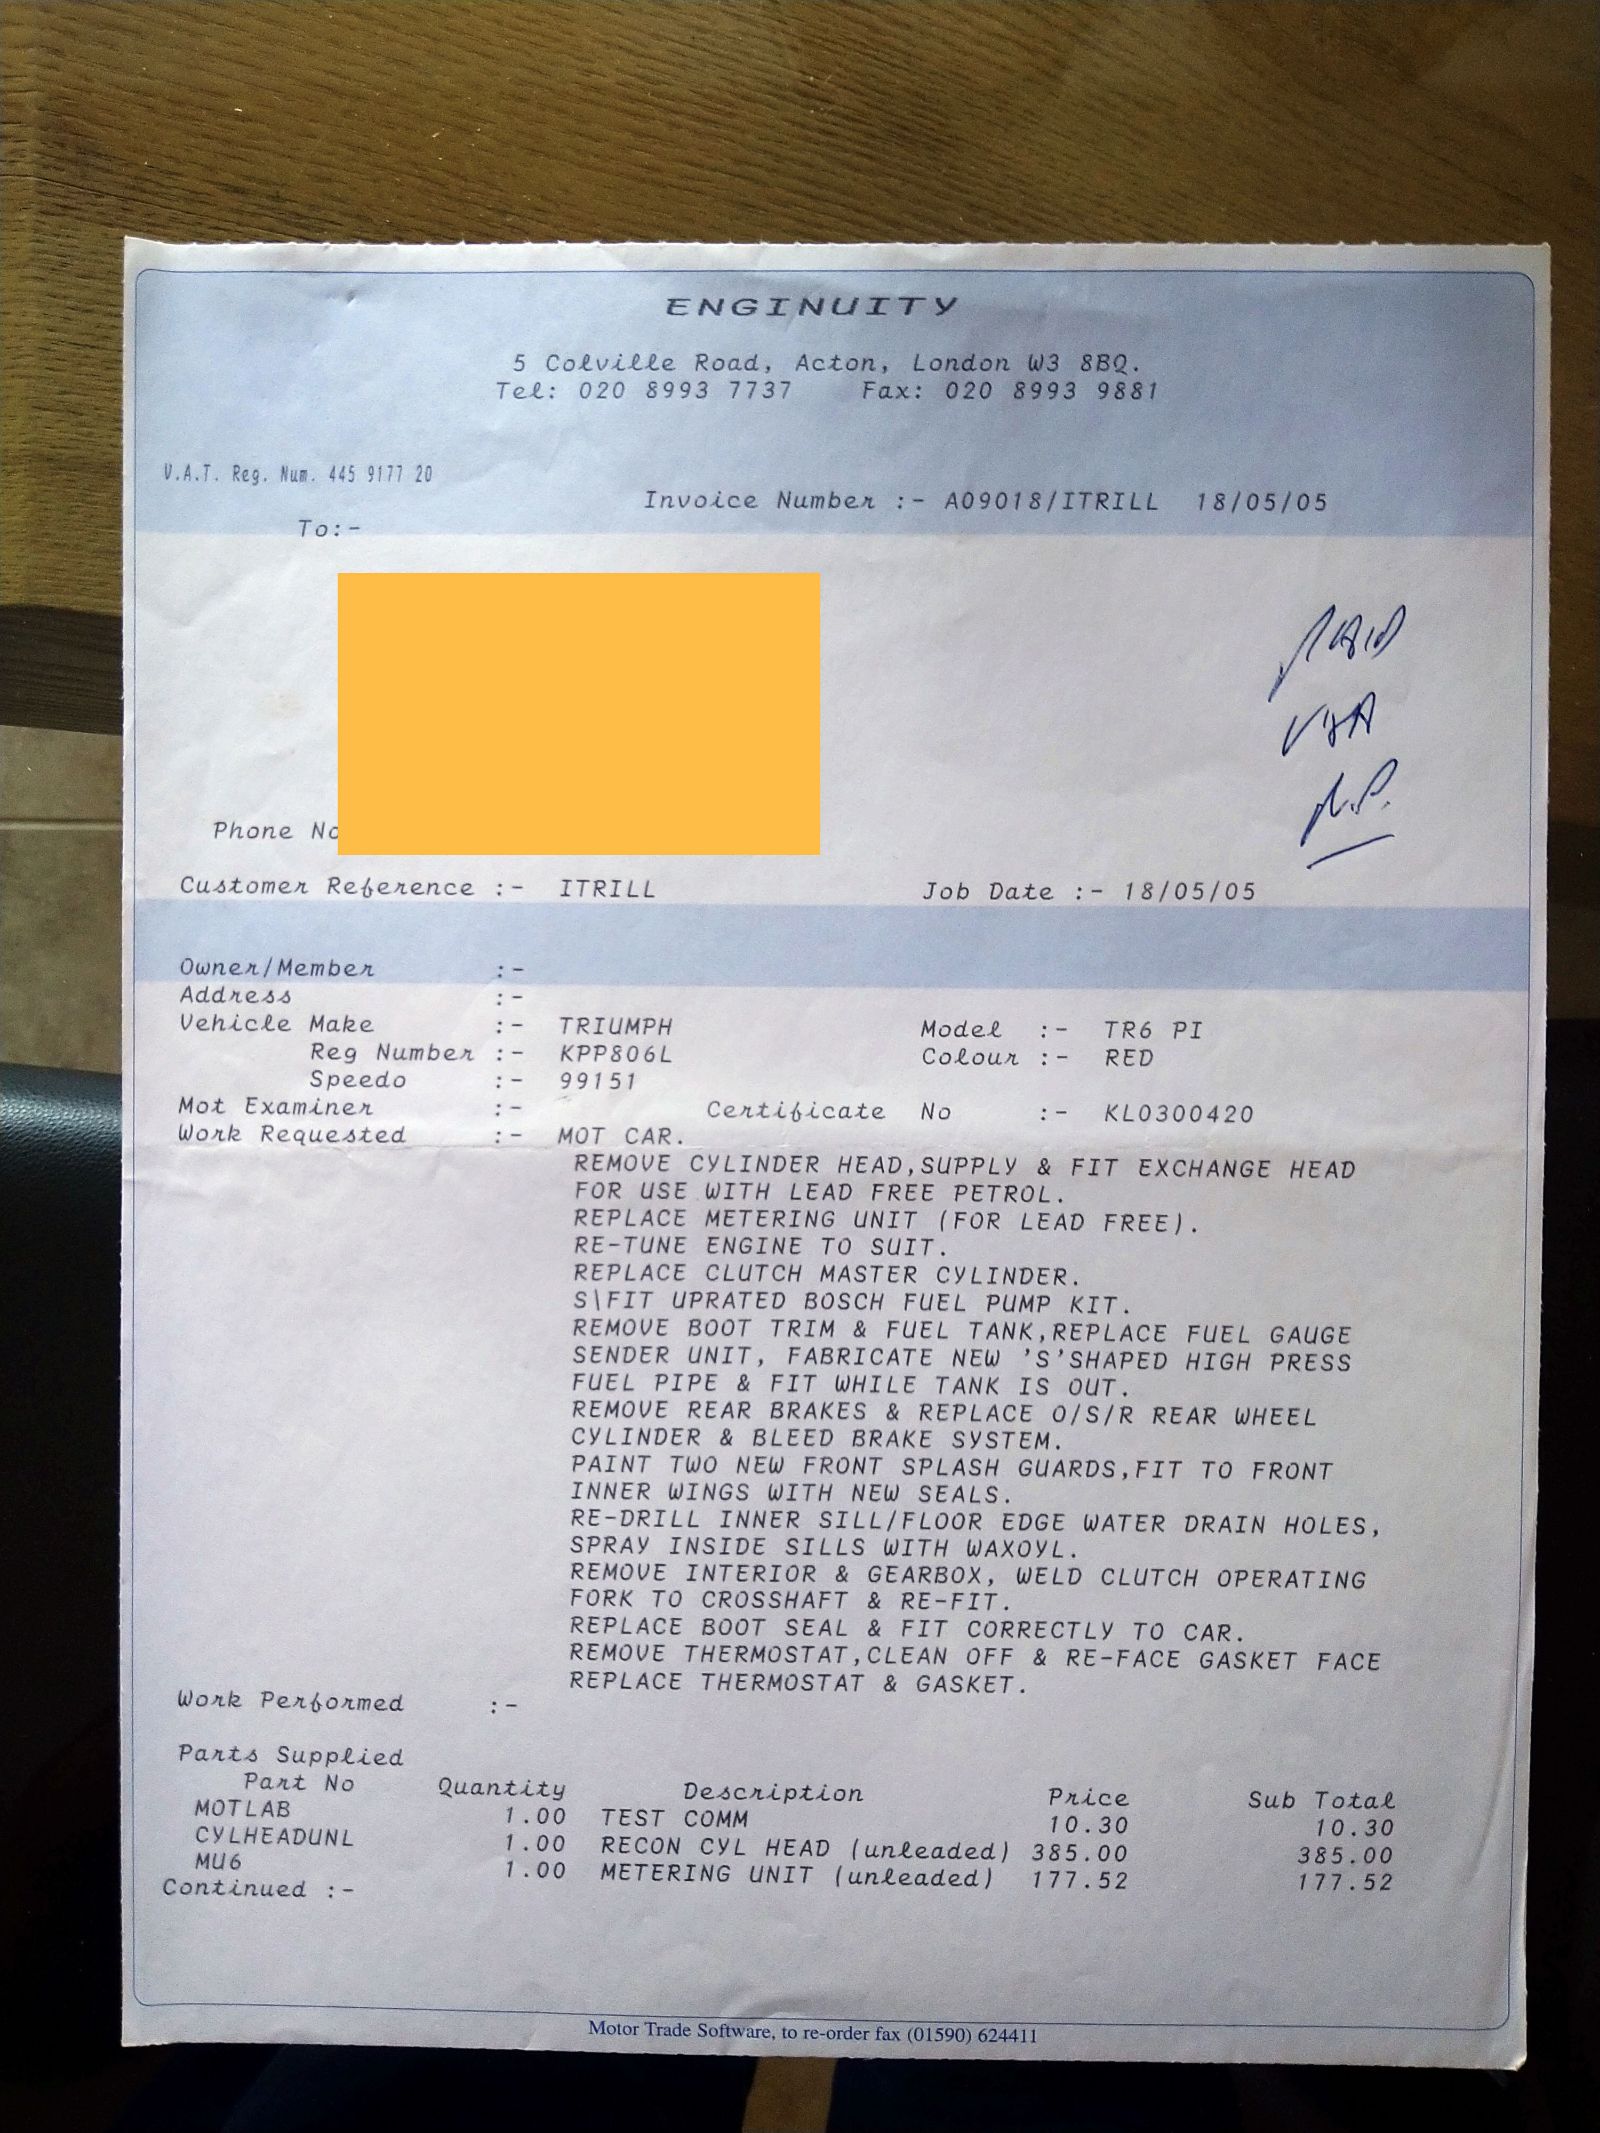 ENGINUITY
5 Colville Road, Acton, London W3 8BQ.
Tel: 020 8993 7737 Fax: 020 8993 9881
V.A.T. Reg. Num. 445 9177 20
Invoice Number :- A09018/ITRILL 18/05/05
To:-
PAID
VISA
Phone No
Customer Reference :- ITRILL Job Date :- 18/05/05
Owner/Member :-
Address :-
Vehicle Make :- TRIUMPH Model :- TR6 PI
Reg Number :- KPP806L Colour :- RED
Speedo :- 99151
Mot Examiner :- Certificate No :- KL0300420
Work Requested :- MOT CAR.
REMOVE CYLINDER HEAD,SUPPLY & FIT EXCHANGE HEAD
FOR USE WITH LEAD FREE PETROL.
REPLACE METERING UNIT (FOR LEAD FREE).
RE-TUNE ENGINE TO SUIT.
REPLACE CLUTCH MASTER CYLINDER.
S\FIT UPRATED BOSCH FUEL PUMP KIT.
REMOVE BOOT TRIM & FUEL TANK,REPLACE FUEL GAUGE
SENDER UNIT, FABRICATE NEW 'S'SHAPED HIGH PRESS
FUEL PIPE & FIT WHILE TANK IS OUT.
REMOVE REAR BRAKES & REPLACE O/S/R REAR WHEEL
CYLINDER & BLEED BRAKE SYSTEM.
PAINT TWO NEW FRONT SPLASH GUARDS,FIT TO FRONT
INNER WINGS WITH NEW SEALS.
RE-DRILL INNER SILL/FLOOR EDGE WATER DRAIN HOLES,
SPRAY INSIDE SILLS WITH WAXOYL.
REMOVE INTERIOR & GEARBOX, WELD CLUTCH OPERATING
FORK TO CROSSHAFT & RE-FIT.
REPLACE BOOT SEAL & FIT CORRECTLY TO CAR.
REMOVE THERMOSTAT,CLEAN OFF & RE-FACE GASKET FACE
REPLACE THERMOSTAT & GASKET.
Work Performed :-
Parts Supplied
Part No Quantity Description Price Sub Total
MOTLAB 1.00 TEST COMM 10.30 10.30
CYLHEADUNL 1.00 RECON CYL HEAD (unleaded) 385.00 385.00
MU6 1.00 METERING UNIT (unleaded) 177.52 177.52
Continued :-
Motor Trade Software, to re-order fax (01590) 624411